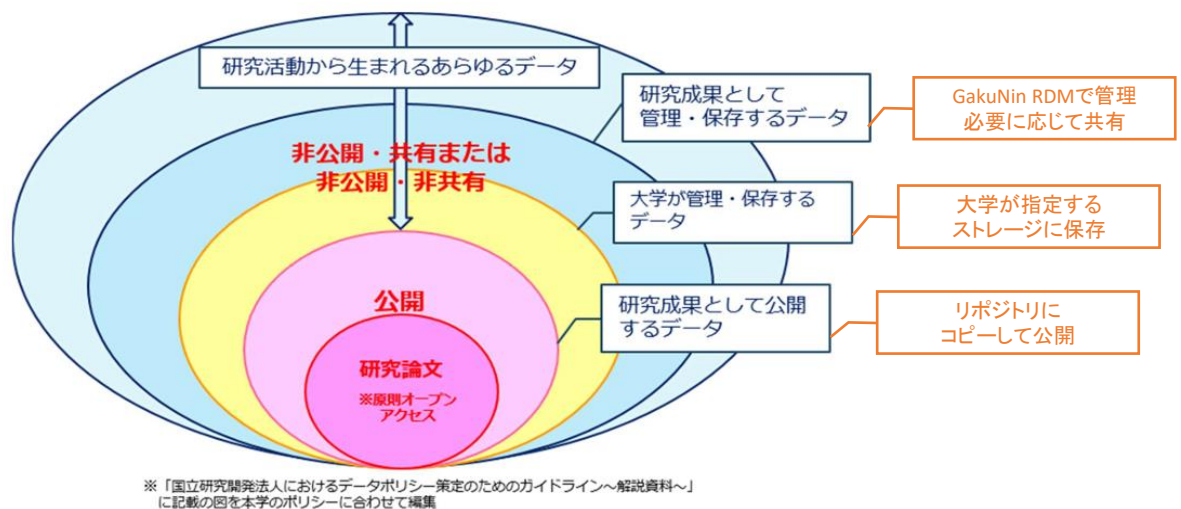 研究活動から生まれるあらゆるデータ
研究成果として
管理・保存するデータ
GakuNin RDMで管理
必要に応じて共有
非公開・共有または
非公開・非共有
大学が管理・保存する
データ
大学が指定する
ストレージに保存
公開
研究成果として公開
するデータ
リポジトリに
コピーして公開
研究論文
※原則オープン
アクセス
※「国立研究開発法人におけるデータポリシー策定のためのガイドライン~解説資料~」
に記載の図を本学のポリシーに合わせて編集